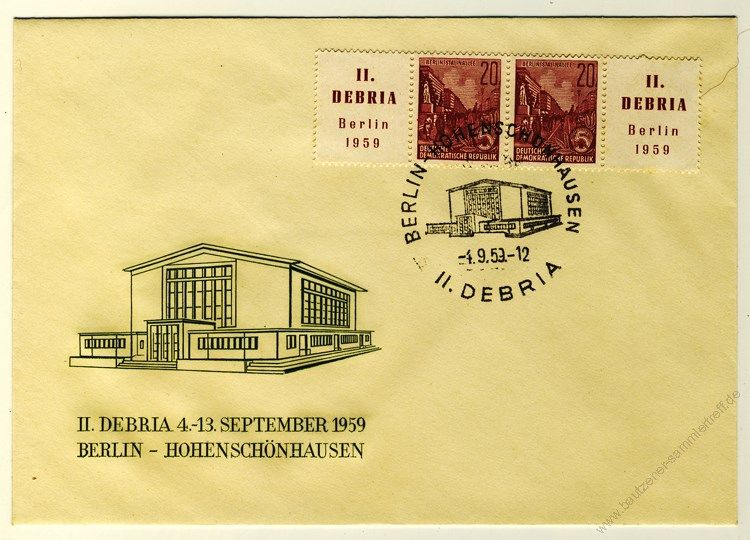 II.
DEBRIA
Berlin
1959
BERLIN STALINALLEE
20
5
DEUTSCHE
DEMOKRATISCHE REPUBLIK
BERLIN STALINALLEE
20
5
DEUTSCHE
DEMOKRATISCHE REPUBLIK
II.
DEBRIA
Berlin
1959
BERLIN-HOHENSCHÖNHAUSEN
-4.9.59.-12
II. DEBRIA
II. DEBRIA 4.-13. SEPTEMBER 1959
BERLIN - HOHENSCHÖNHAUSEN
www.bautzener-sammlertreff.de